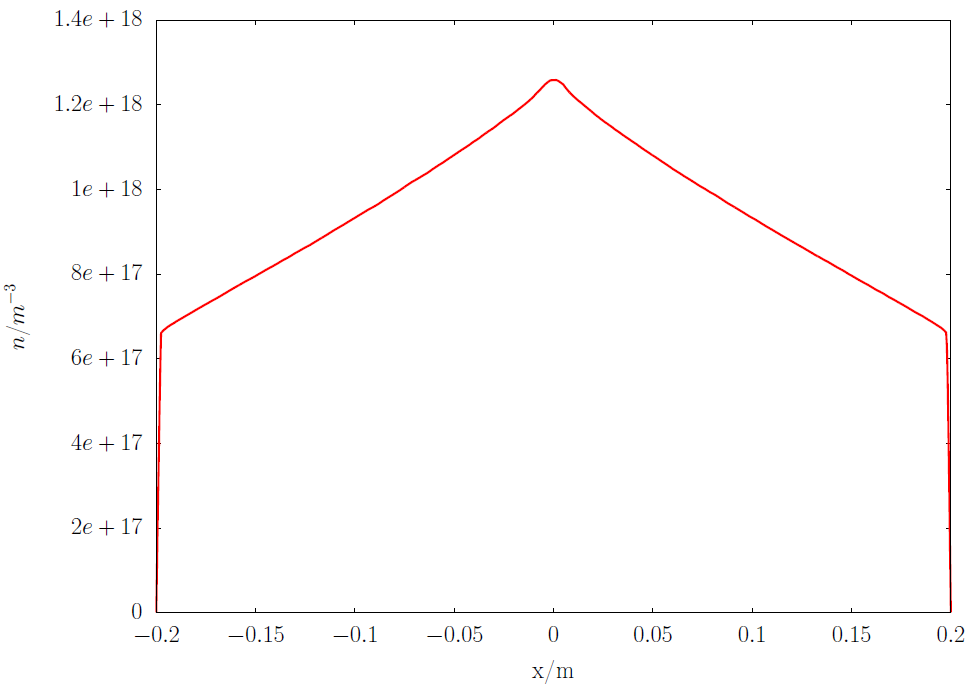 1.4e + 18
1.2e + 18
1e + 18
8e + 17
6e + 17
4e + 17
2e + 17
0
n/m⁻³
−0.2 −0.15 −0.1 −0.05 0 0.05 0.1 0.15 0.2
x/m